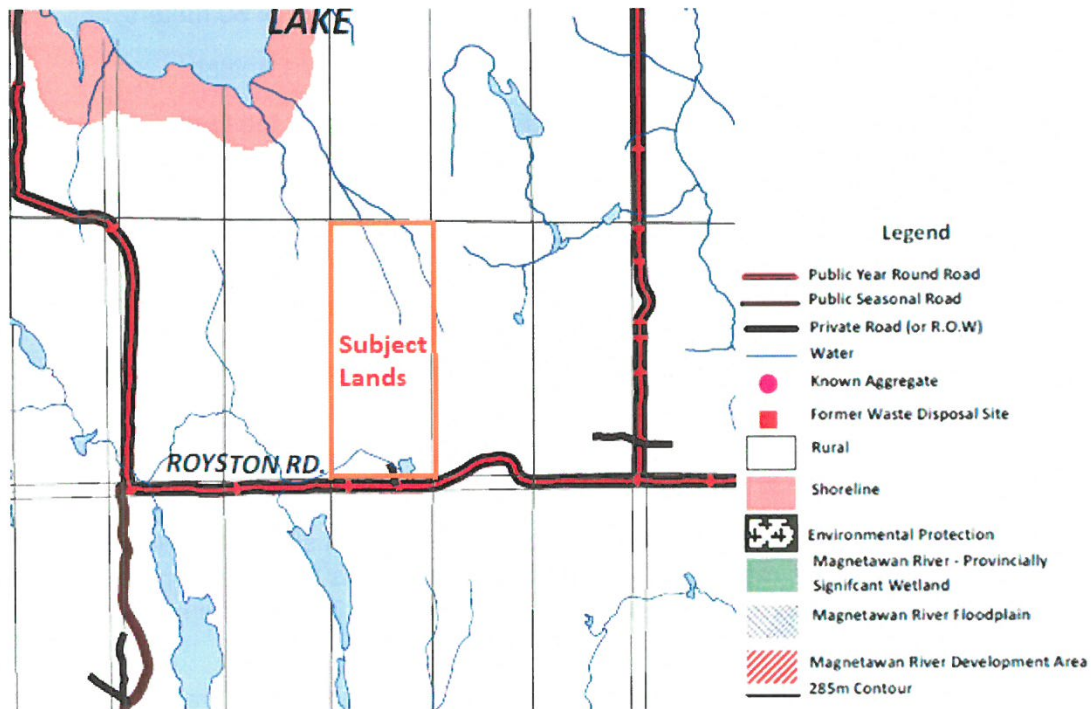 LAKE
Subject
Lands
ROYSTON RD.
Legend
Public Year Round Road
Public Seasonal Road
Private Road (or R.O.W)
Water
Known Aggregate
Former Waste Disposal Site
Rural
Shoreline
Environmental Protection
Magnetawan River - Provincially
Signifcant Wetland
Magnetawan River Floodplain
Magnetawan River Development Area
285m Contour